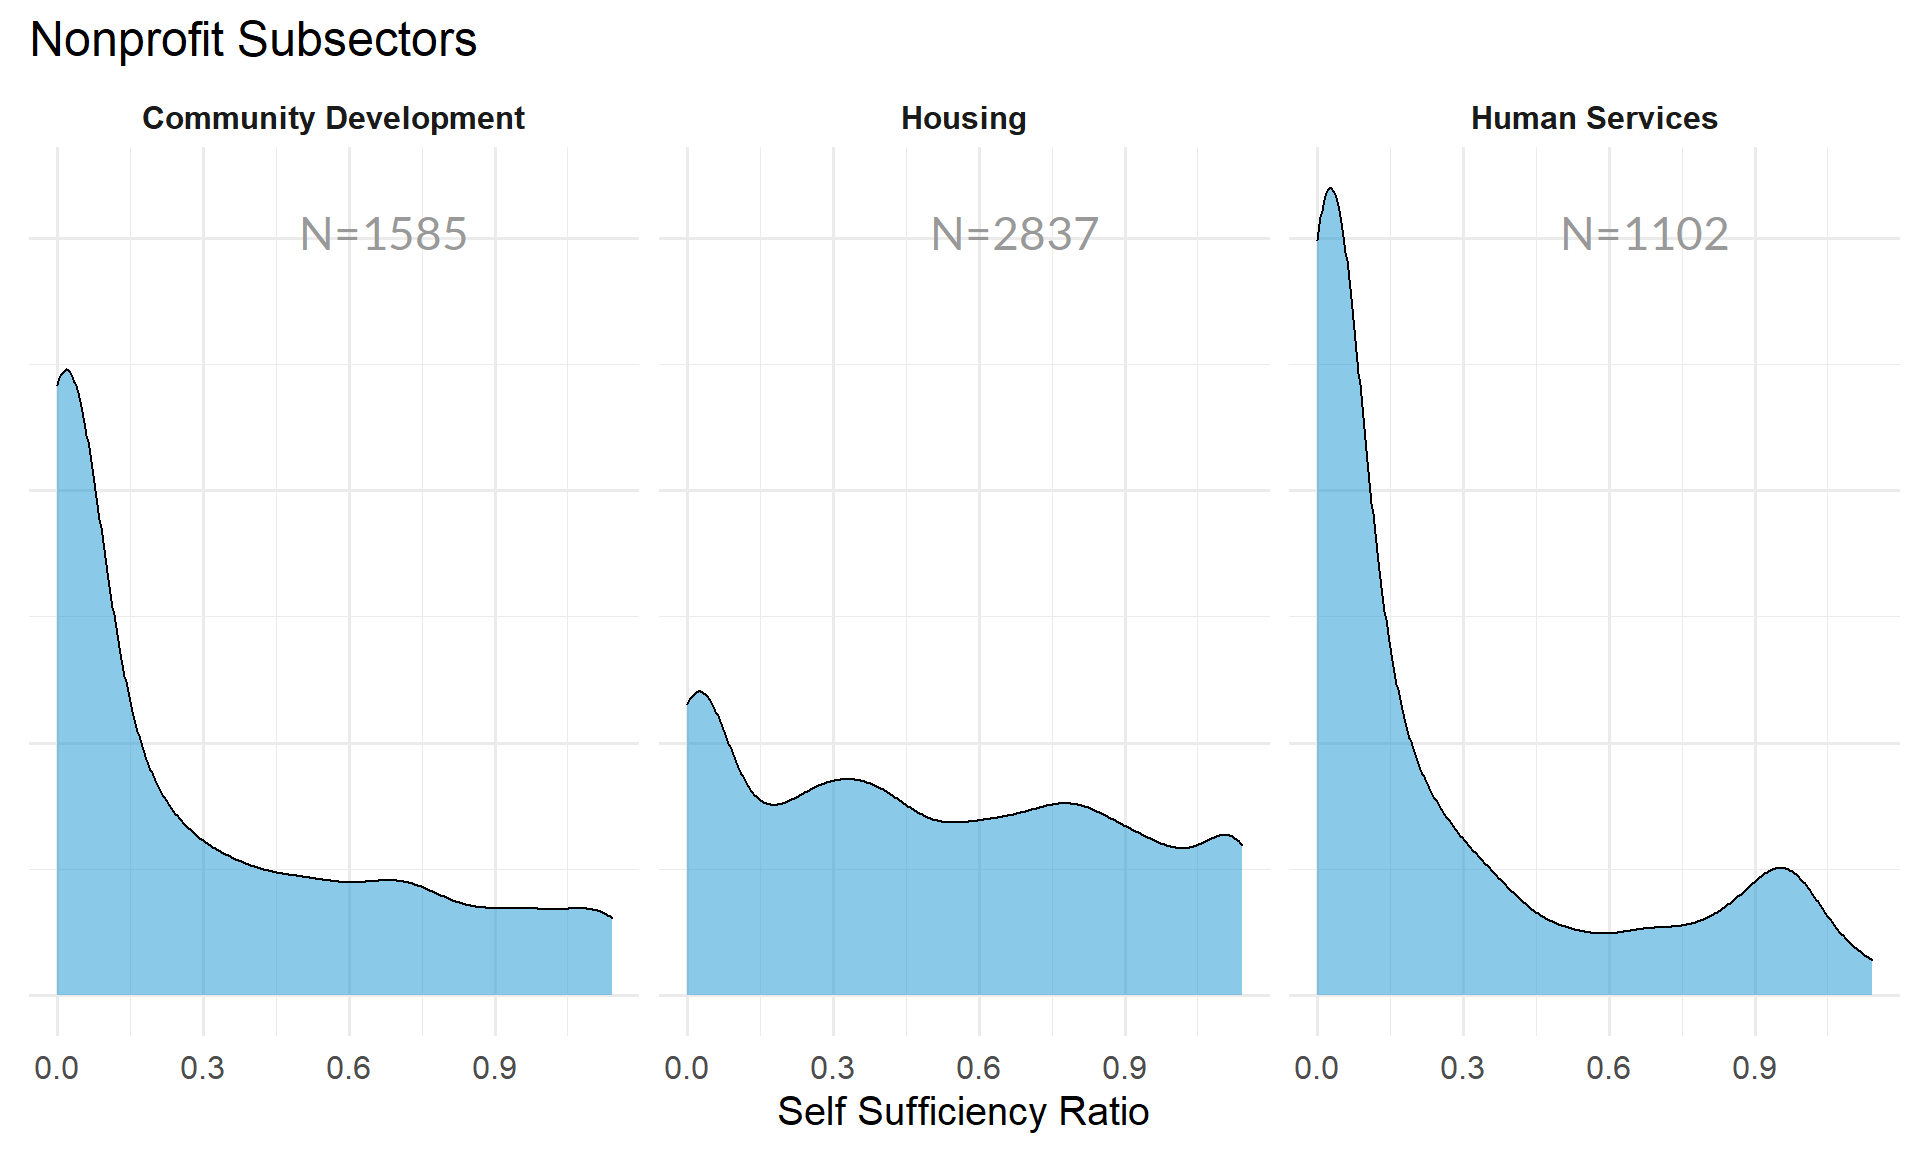 Nonprofit Subsectors
Community Development
Housing
Human Services
N=1585
N=2837
N=1102
0.0 0.3 0.6 0.9
0.0 0.3 0.6 0.9
0.0 0.3 0.6 0.9
Self Sufficiency Ratio